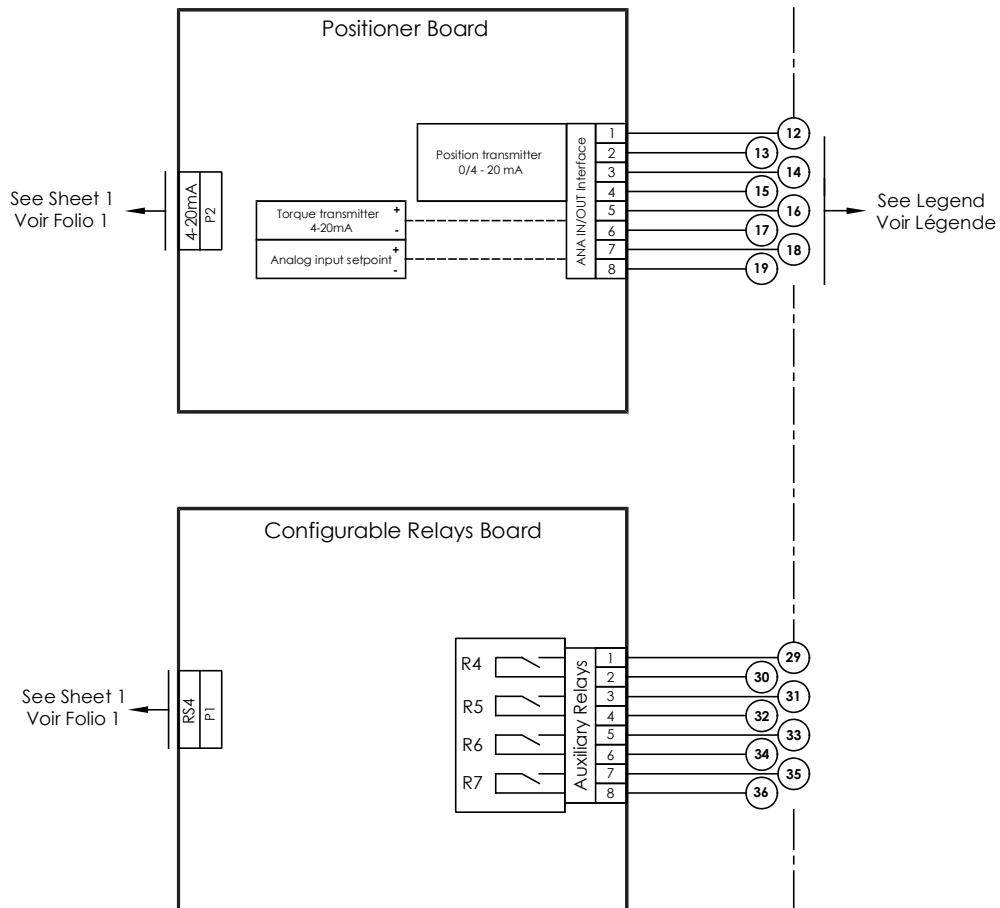 Positioner Board
Position transmitter
0/4 - 20 mA
ANA IN/OUT Interface
1
2
3
4
5
6
7
8
12
13
14
15
16
17
18
19
See Sheet 1
Voir Folio 1
4-20mA
P2
Torque transmitter
4-20mA
+
-
Analog input setpoint
+
-
See Legend
Voir Légende
Configurable Relays Board
See Sheet 1
Voir Folio 1
RS4
P1
R4
R5
R6
R7
Auxiliary Relays
1
2
3
4
5
6
7
8
29
30
31
32
33
34
35
36